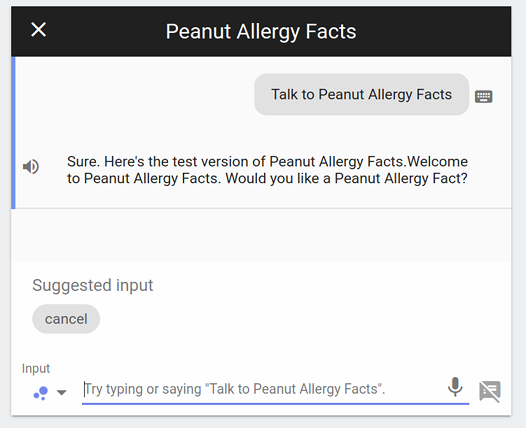 Peanut Allergy Facts
Talk to Peanut Allergy Facts
Sure. Here's the test version of Peanut Allergy Facts.Welcome
to Peanut Allergy Facts. Would you like a Peanut Allergy Fact?
Suggested input
cancel
Input
Try typing or saying "Talk to Peanut Allergy Facts".